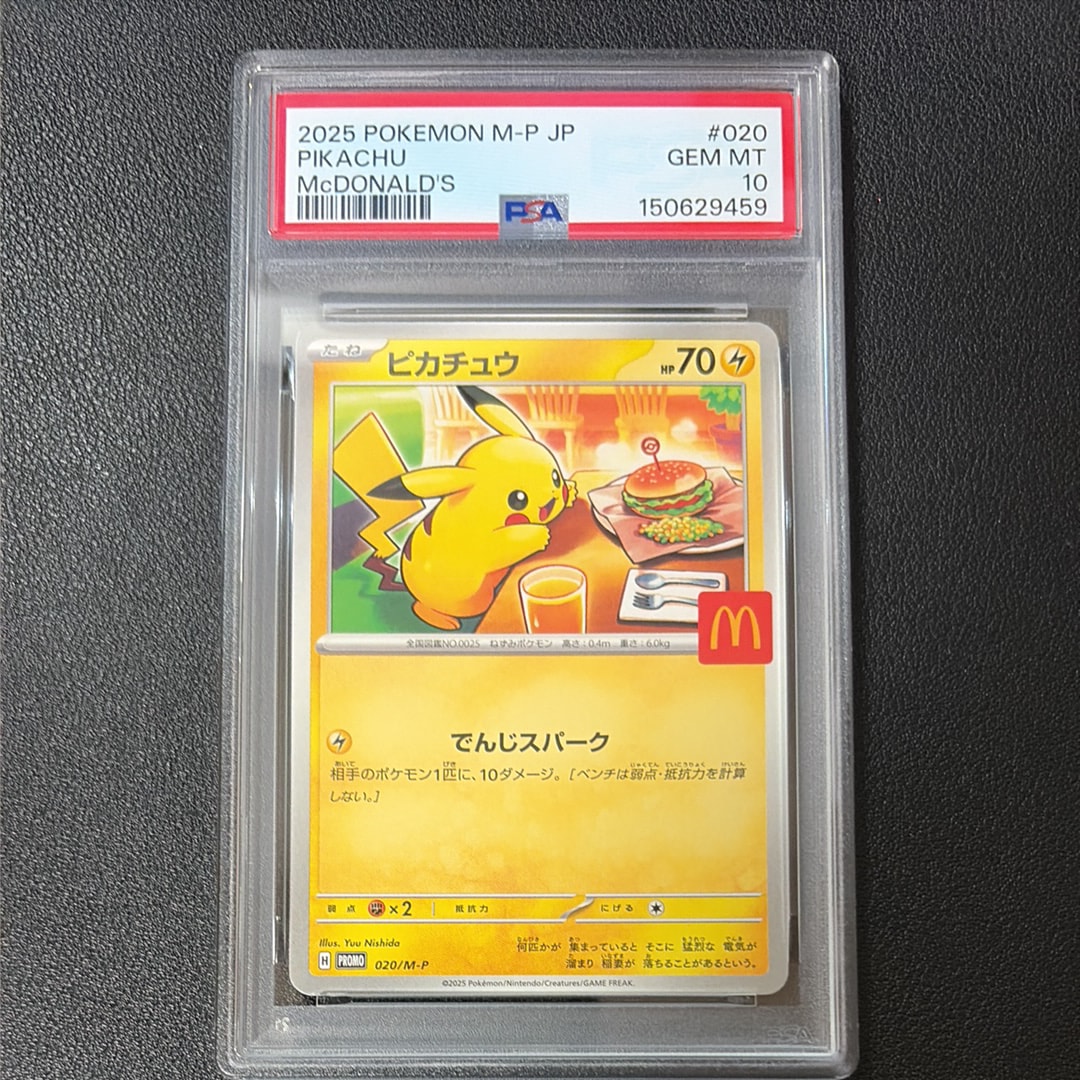 2025 POKEMON M-P JP #020
PIKACHU GEM MT
McDONALD'S 10
PSA 150629459
たね ピカチュウ HP70
全国図鑑NO.0025 ねずみポケモン 高さ:0.4m 重さ:6.0kg
でんじスパーク
相手のポケモン1匹に、10ダメージ。[ベンチは弱点・抵抗力を計算
しない。]
弱点 ×2 抵抗力 にげる
Illus. Yuu Nishida
何匹かが 集まっていると そこに 猛烈な 電気が
溜まり 稲妻が 落ちることがあるという。
H PROMO 020/M-P
©2025 Pokémon/Nintendo/Creatures/GAME FREAK.
PSA